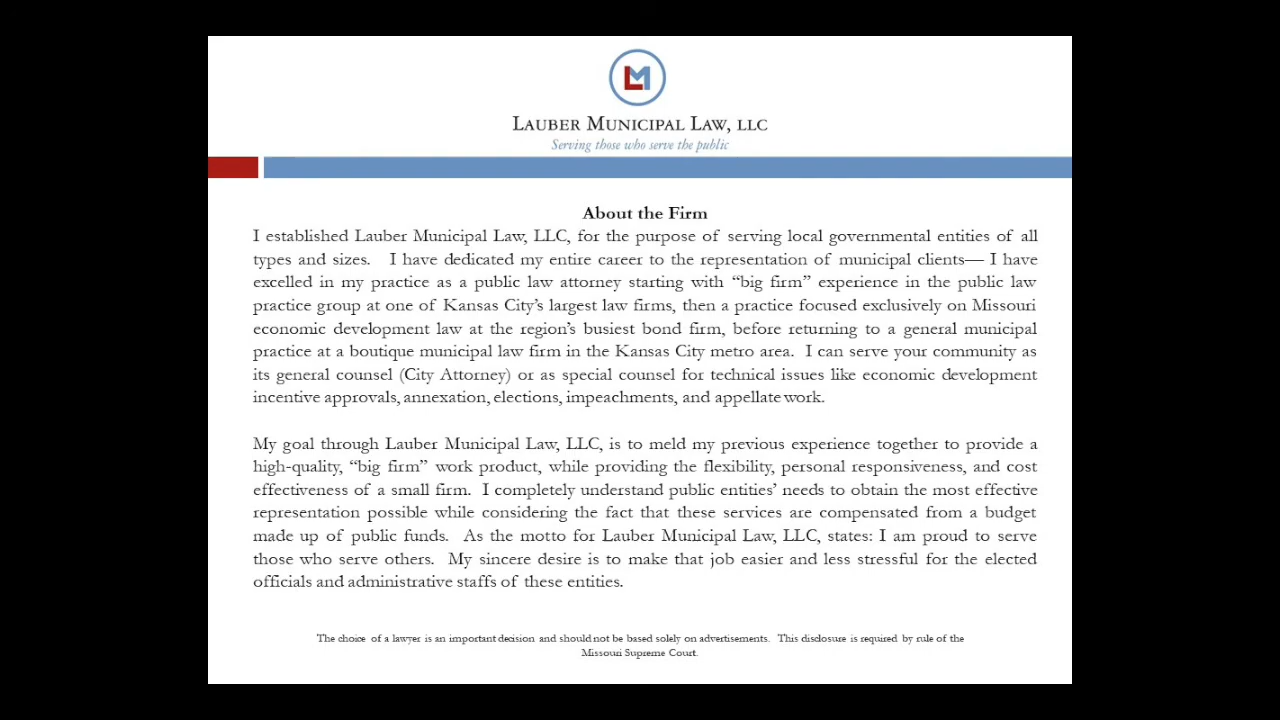 LM
LAUBER MUNICIPAL LAW, LLC
Serving those who serve the public
About the Firm
I established Lauber Municipal Law, LLC, for the purpose of serving local governmental entities of all
types and sizes. I have dedicated my entire career to the representation of municipal clients— I have
excelled in my practice as a public law attorney starting with “big firm” experience in the public law
practice group at one of Kansas City’s largest law firms, then a practice focused exclusively on Missouri
economic development law at the region’s busiest bond firm, before returning to a general municipal
practice at a boutique municipal law firm in the Kansas City metro area. I can serve your community as
its general counsel (City Attorney) or as special counsel for technical issues like economic development
incentive approvals, annexation, elections, impeachments, and appellate work.
My goal through Lauber Municipal Law, LLC, is to meld my previous experience together to provide a
high-quality, “big firm” work product, while providing the flexibility, personal responsiveness, and cost
effectiveness of a small firm. I completely understand public entities’ needs to obtain the most effective
representation possible while considering the fact that these services are compensated from a budget
made up of public funds. As the motto for Lauber Municipal Law, LLC, states: I am proud to serve
those who serve others. My sincere desire is to make that job easier and less stressful for the elected
officials and administrative staffs of these entities.
The choice of a lawyer is an important decision and should not be based solely on advertisements. This disclosure is required by rule of the
Missouri Supreme Court.